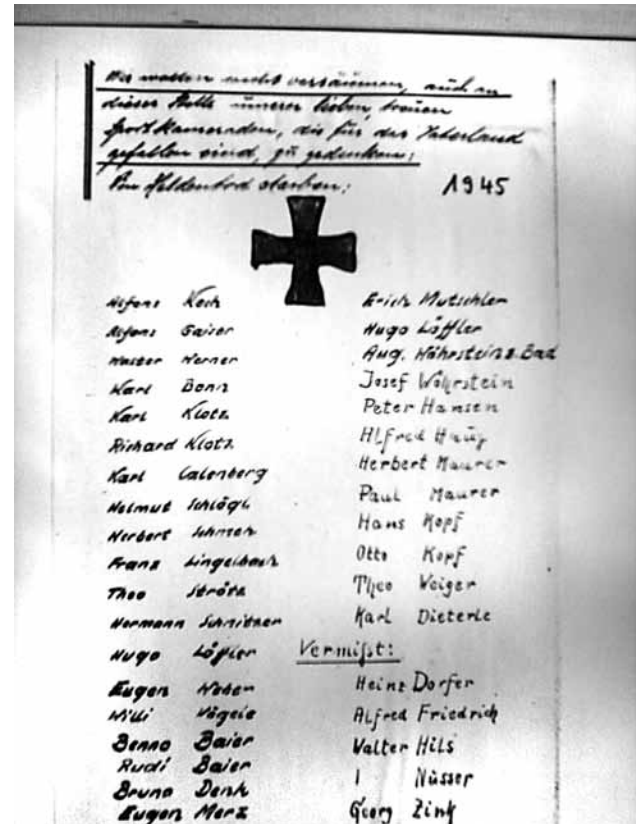 Wir wollen nicht versäumen, auch an
dieser Stelle unserer lieben, treuen
Sportkameraden, die für das Vaterland
gefallen sind, zu gedenken:
Den Heldentod starben: 1945
Alfons Koch
Alfons Gaiser
Werner
Karl Bonn
Karl Klotz
Richard Klotz
Karl Calenberg
Helmut Schlögl
Herbert
Franz Lingelbach
Theo Strötz
Hermann Schnitzer
Hugo Löffler
Eugen Weber
Willi Vögele
Benno Baier
Rudi Baier
Bruno Denk
Eugen Merz
Erich Mutschler
Hugo Löffler
Aug. Wöhrstein z. Bad
Josef Wöhrstein
Peter Hansen
Alfred Haug
Herbert Maurer
Paul Maurer
Hans Kopf
Otto Kopf
Theo Weiger
Karl Dieterle
Vermißt:
Heinz Dorfer
Alfred Friedrich
Walter Hils
Nüsser
Georg Zink